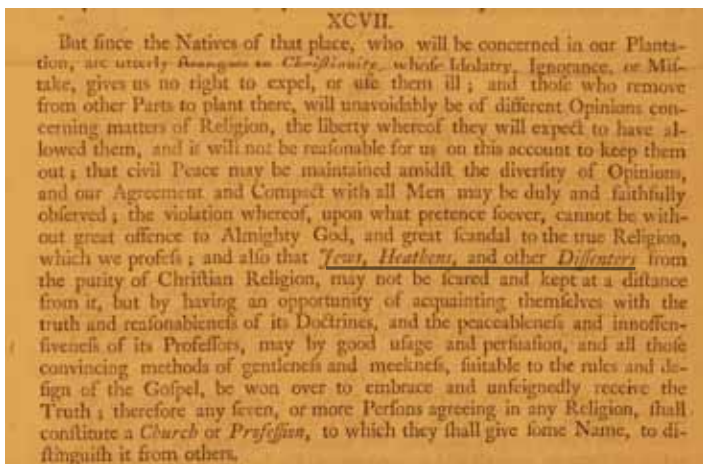 XCVII.
But ſince the Natives of that place, who will be concerned in our Planta-
tion, are utterly ſtrangers to Chriſtianity, whoſe Idolatry, Ignorance, or Miſ-
take, gives us no right to expel, or uſe them ill ; and thoſe who remove
from other Parts to plant there, will unavoidably be of different Opinions con-
cerning matters of Religion, the liberty whereof they will expect to have al-
lowed them, and it will not be reaſonable for us on this account to keep them
out ; that civil Peace may be maintained amidſt the diverſity of Opinions,
and our Agreement and Compact with all Men may be duly and faithfully
obſerved ; the violation whereof, upon what pretence ſoever, cannot be with-
out great offence to Almighty God, and great ſcandal to the true Religion,
which we profeſs ; and alſo that Jews, Heathens, and other Diſſenters from
the purity of Chriſtian Religion, may not be ſcared and kept at a diſtance
from it, but by having an opportunity of acquainting themſelves with the
truth and reaſonableneſs of its Doctrines, and the peaceableneſs and innoffen-
ſiveneſs of its Profeſſors, may by good uſage and perſuaſion, and all thoſe
convincing methods of gentleneſs and meekneſs, ſuitable to the rules and de-
ſign of the Goſpel, be won over to embrace and unfeignedly receive the
Truth ; therefore any ſeven, or more Perſons agreeing in any Religion, ſhall
conſtitute a Church or Profeſſion, to which they ſhall give ſome Name, to di-
ſtinguiſh it from others.